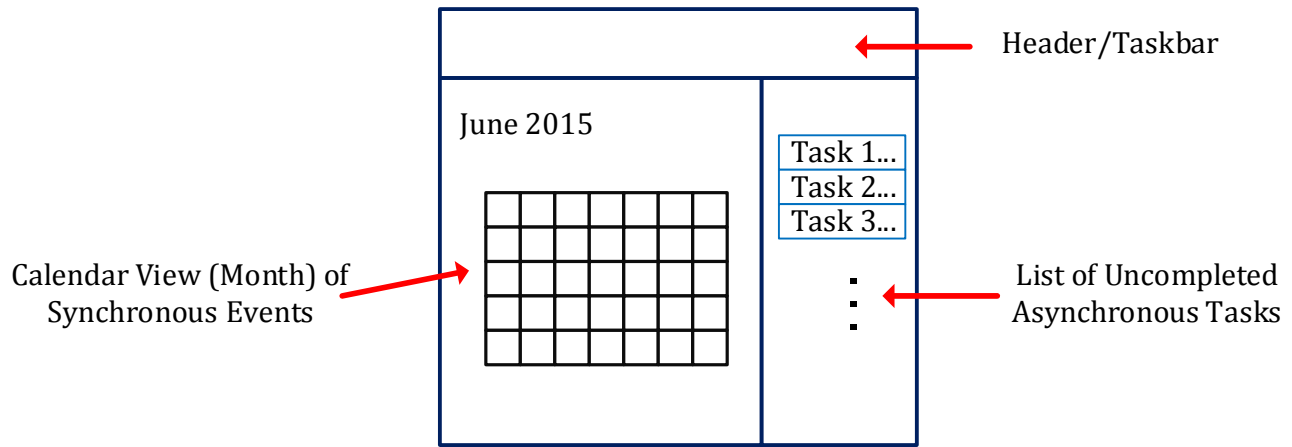 Header/Taskbar
June 2015
Task 1...
Task 2...
Task 3...
Calendar View (Month) of
Synchronous Events
List of Uncompleted
Asynchronous Tasks